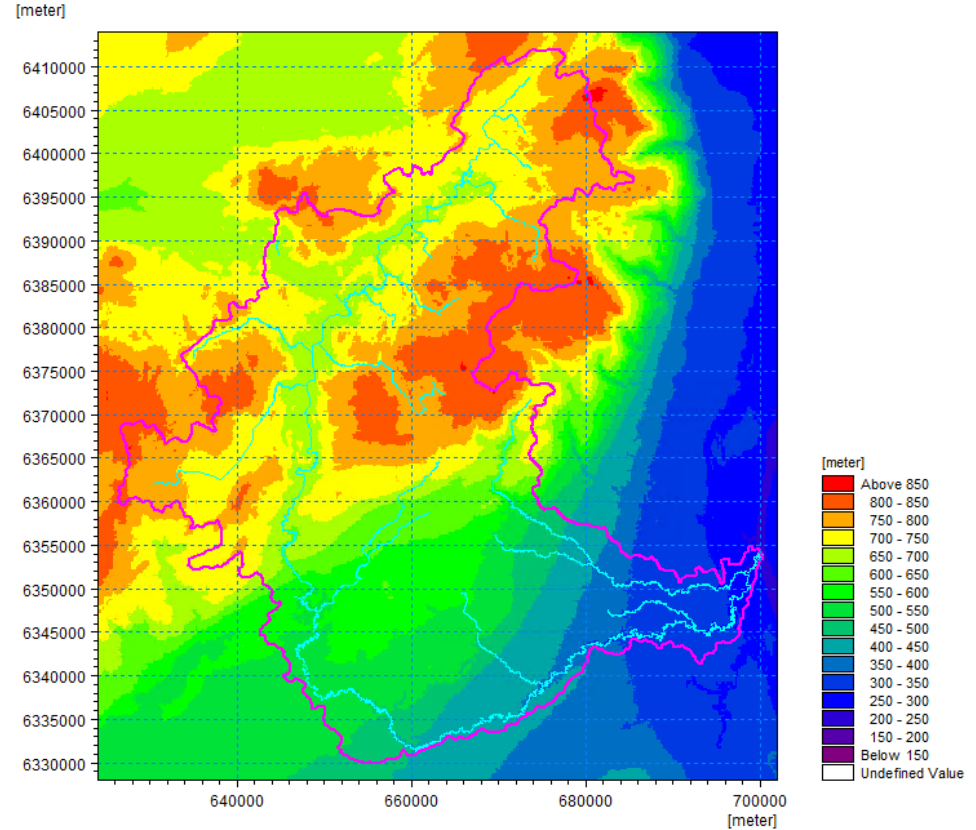 [meter]
6410000
6405000
6400000
6395000
6390000
6385000
6380000
6375000
6370000
6365000
6360000
6355000
6350000
6345000
6340000
6335000
6330000
640000 660000 680000 700000
[meter]
[meter]
Above 850
800 - 850
750 - 800
700 - 750
650 - 700
600 - 650
550 - 600
500 - 550
450 - 500
400 - 450
350 - 400
300 - 350
250 - 300
200 - 250
150 - 200
Below 150
Undefined Value